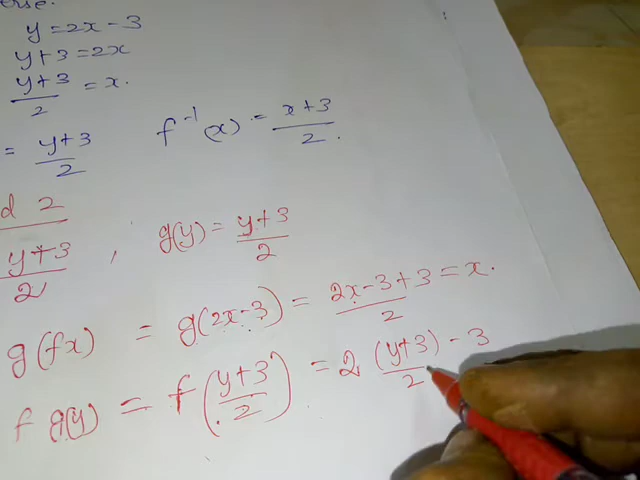 erse.
y = 2x - 3
y+3 = 2x
y+3/2 = x.
= y+3/2 f⁻¹(x) = x+3/2.
d 2
y+3/2 , g(y) = y+3/2
g(fx) = g(2x-3) = 2x-3+3/2 = x.
f g(y) = f(y+3/2) = 2 (y+3)/2 - 3